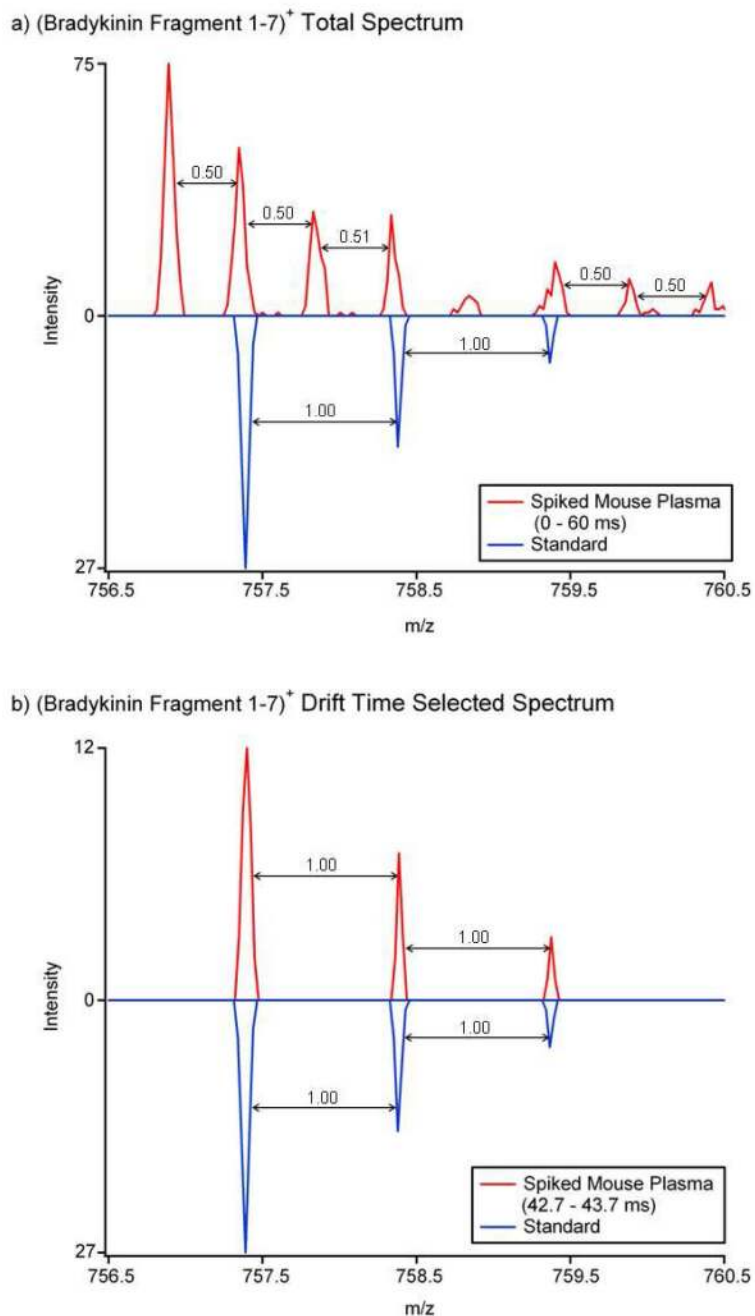 a) (Bradykinin Fragment 1-7)+ Total Spectrum
75
0.50
0.50
0.51
0.50
0.50
0
Intensity
1.00
1.00
Spiked Mouse Plasma
(0 - 60 ms)
Standard
27
756.5 757.5 758.5 759.5 760.5
m/z
b) (Bradykinin Fragment 1-7)+ Drift Time Selected Spectrum
12
1.00
1.00
0
Intensity
1.00
1.00
Spiked Mouse Plasma
(42.7 - 43.7 ms)
Standard
27
756.5 757.5 758.5 759.5 760.5
m/z